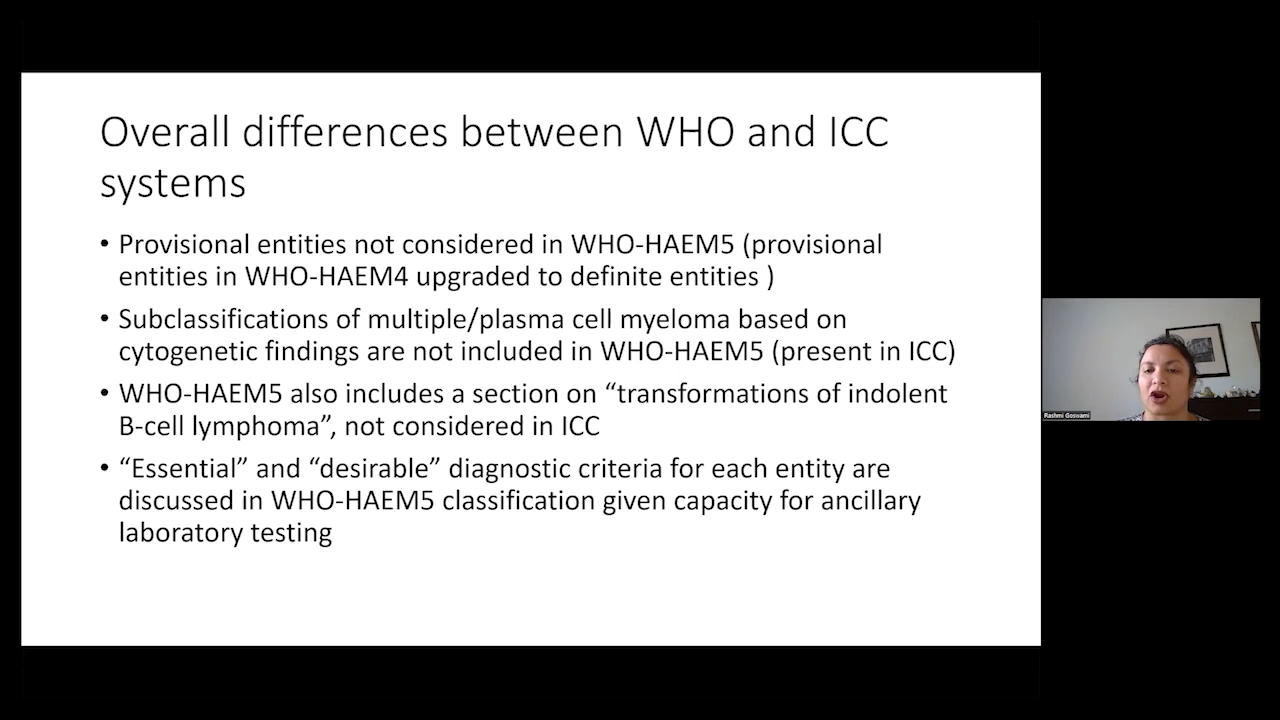 Overall differences between WHO and ICC
systems
• Provisional entities not considered in WHO-HAEM5 (provisional
entities in WHO-HAEM4 upgraded to definite entities )
• Subclassifications of multiple/plasma cell myeloma based on
cytogenetic findings are not included in WHO-HAEM5 (present in ICC)
• WHO-HAEM5 also includes a section on “transformations of indolent
B-cell lymphoma”, not considered in ICC
• “Essential” and “desirable” diagnostic criteria for each entity are
discussed in WHO-HAEM5 classification given capacity for ancillary
laboratory testing
Rashmi Goswami